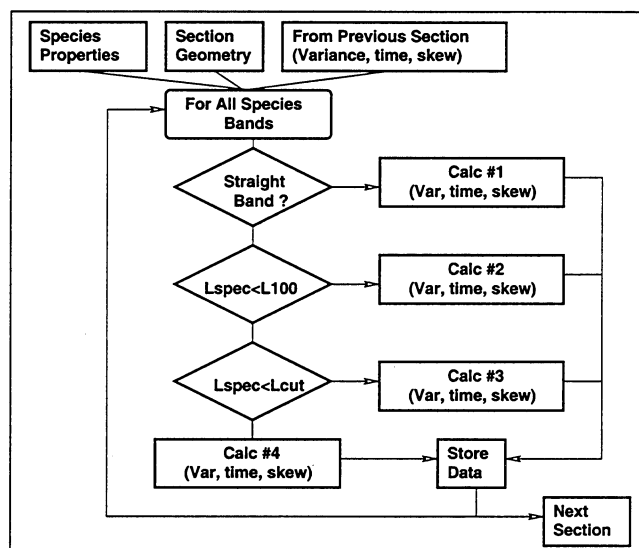 Species
Properties
Section
Geometry
From Previous Section
(Variance, time, skew)
For All Species
Bands
Straight
Band ?
Calc #1
(Var, time, skew)
Lspec<L100
Calc #2
(Var, time, skew)
Lspec<Lcut
Calc #3
(Var, time, skew)
Calc #4
(Var, time, skew)
Store
Data
Next
Section